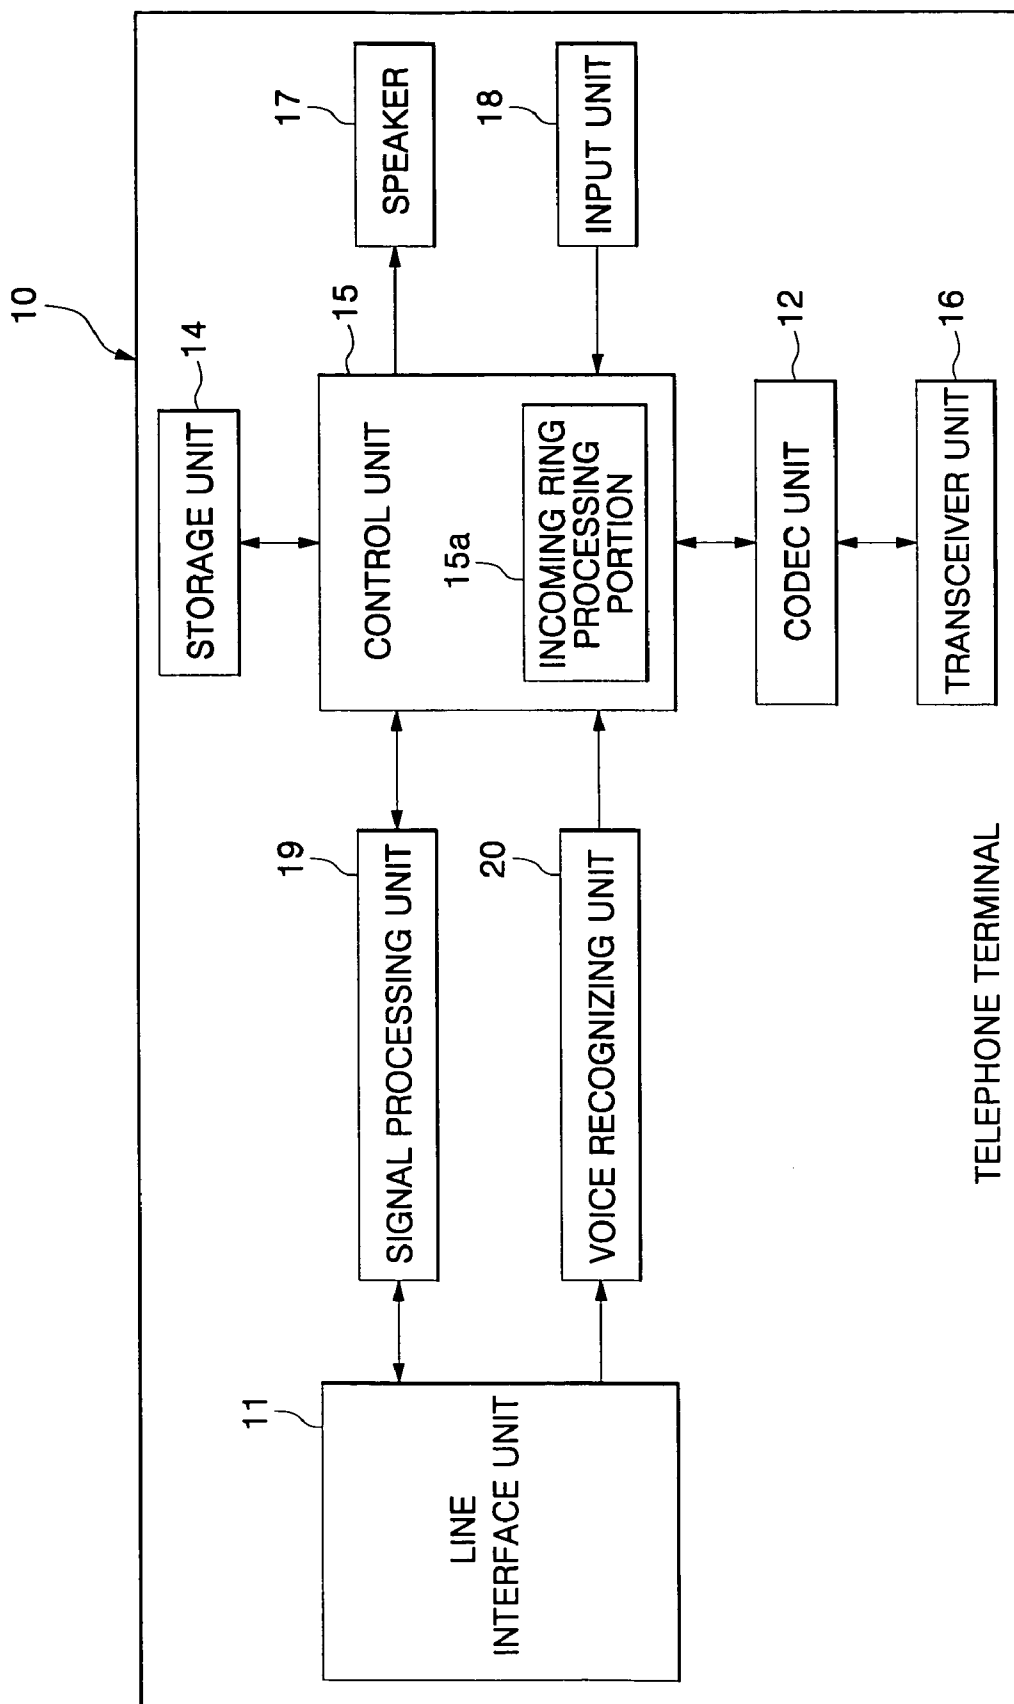 10
14
STORAGE UNIT
15
CONTROL UNIT
15a
INCOMING RING
PROCESSING
PORTION
17
SPEAKER
18
INPUT UNIT
19
SIGNAL PROCESSING UNIT
20
VOICE RECOGNIZING UNIT
11
LINE
INTERFACE UNIT
12
CODEC UNIT
16
TRANSCEIVER UNIT
TELEPHONE TERMINAL